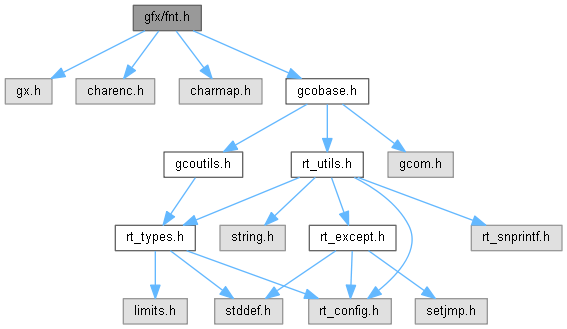 gfx/fnt.h
gx.h
charenc.h
charmap.h
gcobase.h
gcoutils.h
rt_utils.h
gcom.h
rt_types.h
string.h
rt_except.h
rt_snprintf.h
limits.h
stddef.h
rt_config.h
setjmp.h